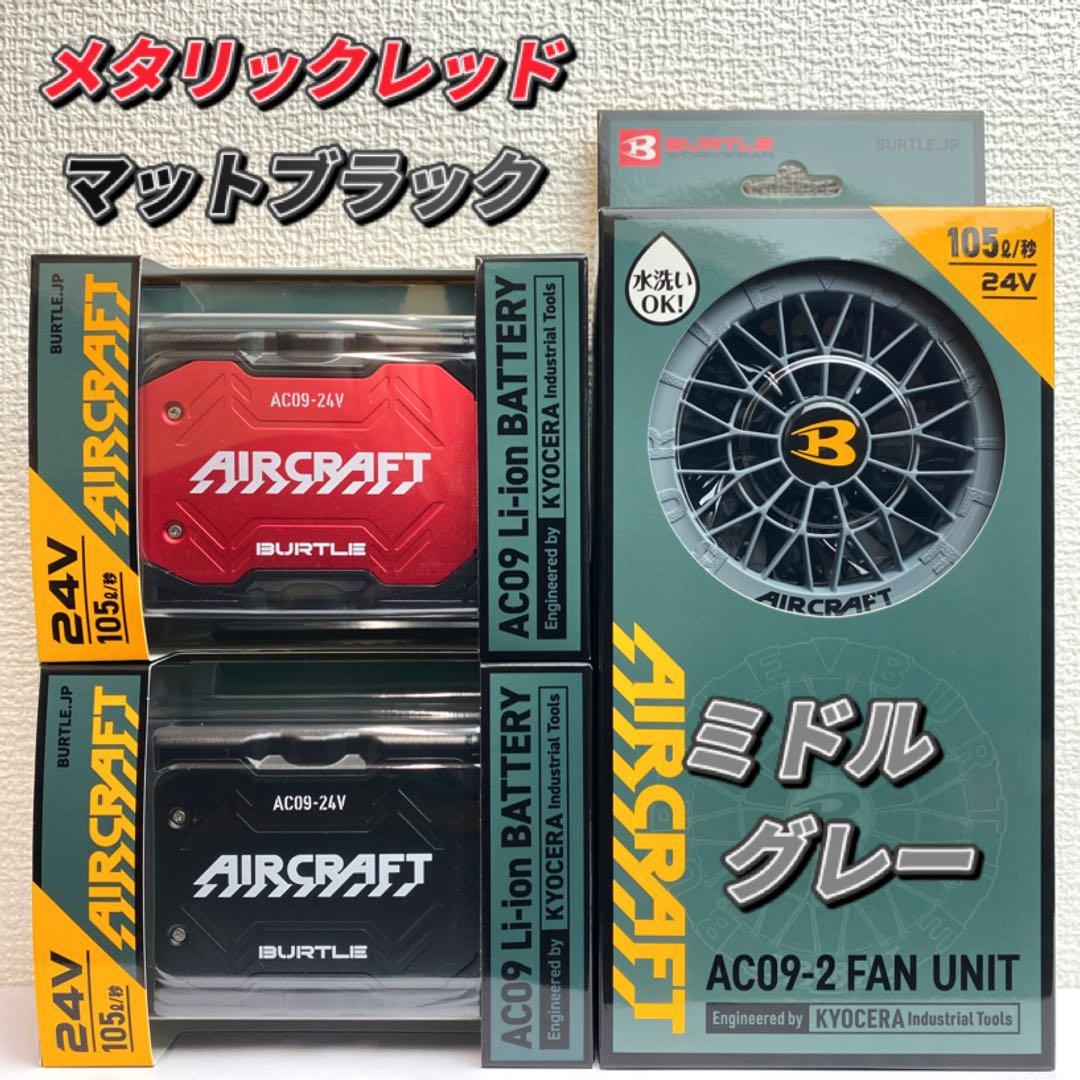 メタリックレッド
マットブラック
BURTLE
WORKWEAR
BURTLE.JP
水洗い
OK!
105ℓ/秒
24V
B
AIRCRAFT
AIRCRAFT
ミドル
グレー
AC09-2 FAN UNIT
Engineered by KYOCERA Industrial Tools
BURTLE.JP
AIRCRAFT
24V
105ℓ/秒
AC09-24V
AIRCRAFT
BURTLE
AC09 Li-ion BATTERY
Engineered by KYOCERA Industrial Tools
BURTLE.JP
AIRCRAFT
24V
105ℓ/秒
AC09-24V
AIRCRAFT
BURTLE
AC09 Li-ion BATTERY
Engineered by KYOCERA Industrial Tools